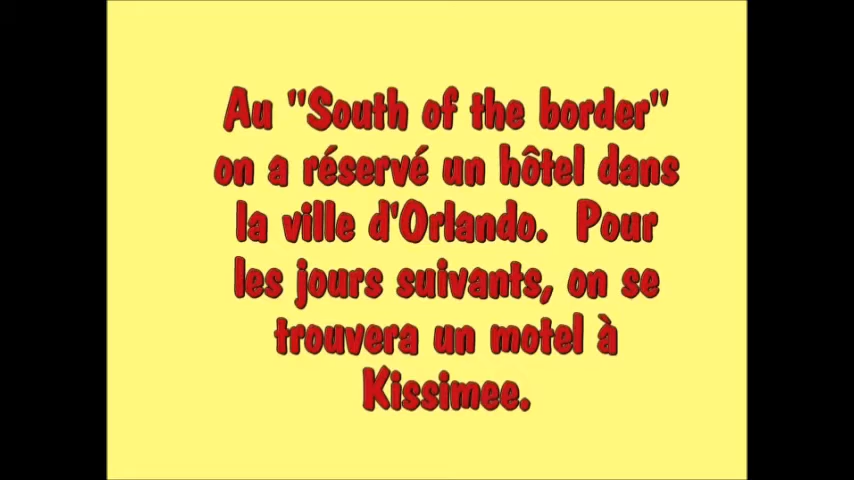 Au "South of the border"
on a réservé un hôtel dans
la ville d'Orlando.  Pour
les jours suivants, on se
trouvera un motel à
Kissimee.